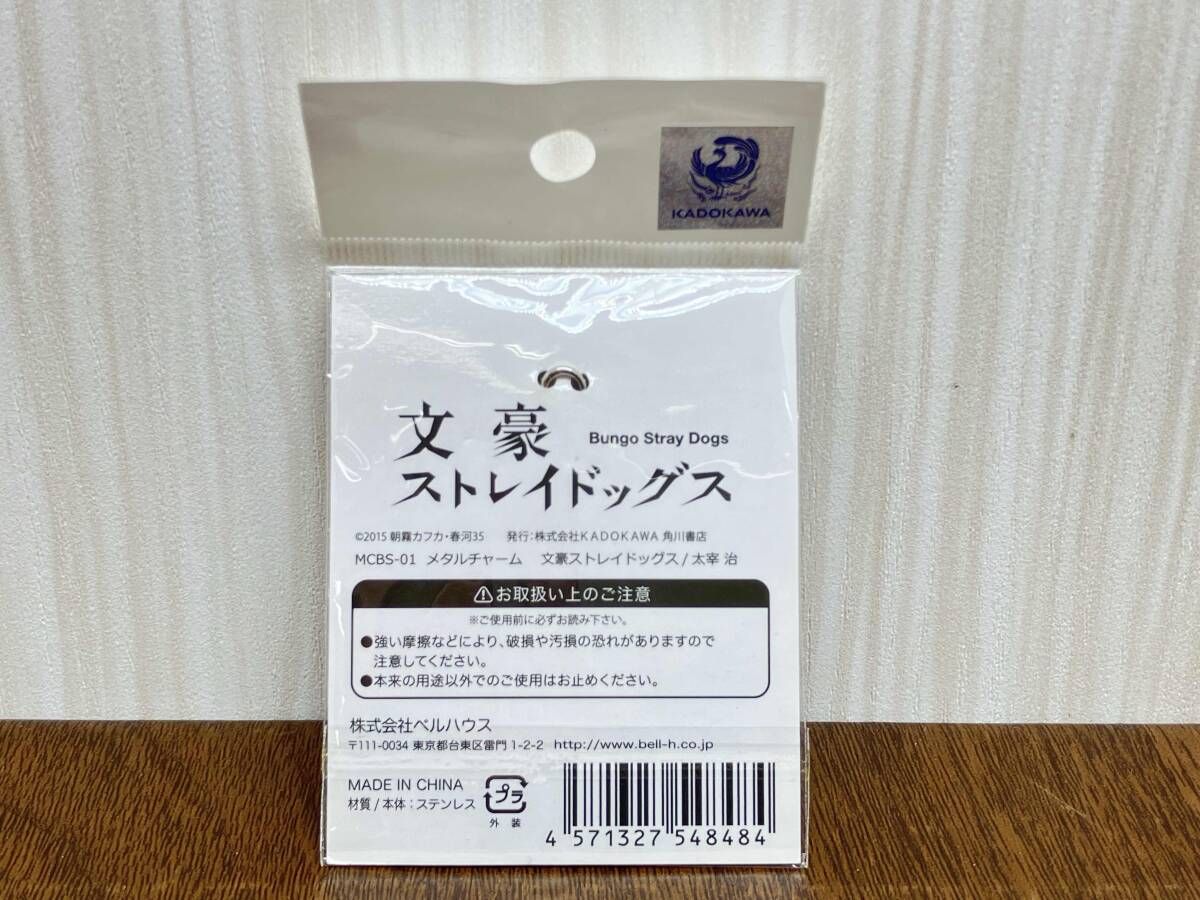 KADOKAWA
文豪 Bungo Stray Dogs
ストレイドッグス
©2015 朝霧カフカ・春河35 発行：株式会社KADOKAWA 角川書店
MCBS-01 メタルチャーム 文豪ストレイドッグス / 太宰 治
⚠お取扱い上のご注意
※ご使用前に必ずお読み下さい。
●強い摩擦などにより、破損や汚損の恐れがありますので
注意してください。
●本来の用途以外でのご使用はお止めください。
株式会社ベルハウス
〒111-0034 東京都台東区雷門 1-2-2 http://www.bell-h.co.jp
MADE IN CHINA
材質 / 本体：ステンレス
プラ
外装
4 571327 548484